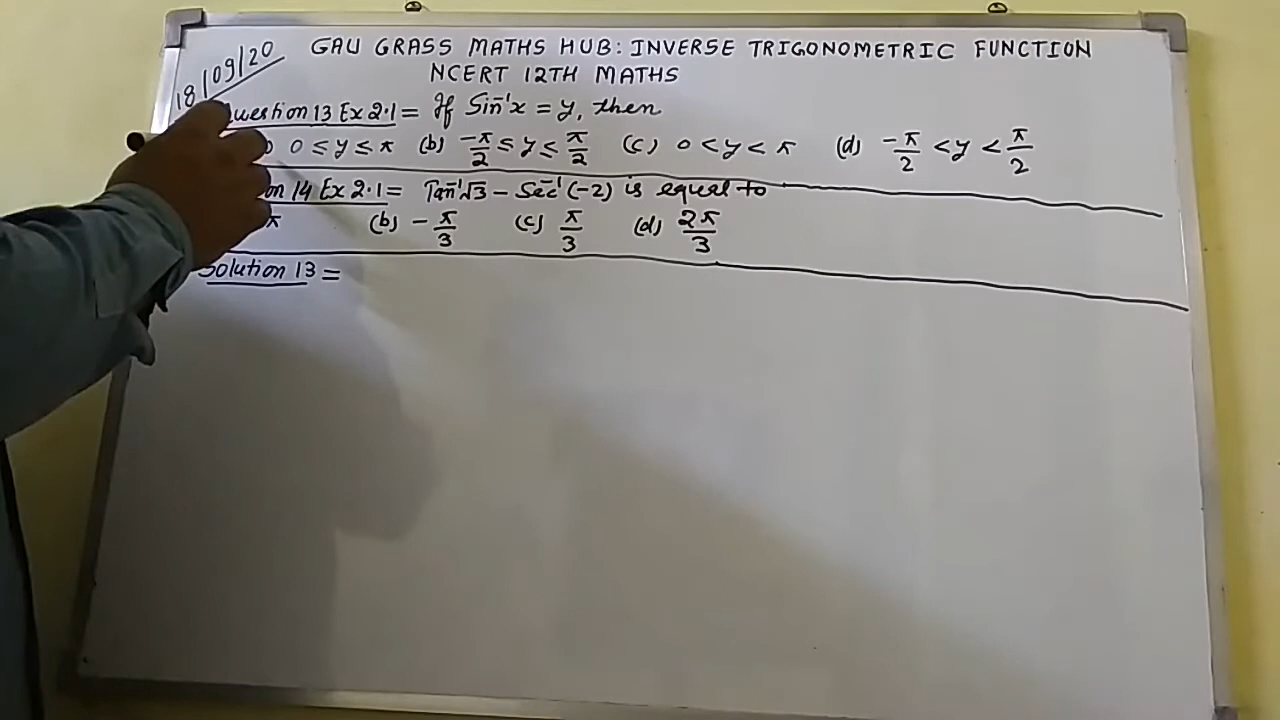 18/09/20
GAU GRASS MATHS HUB: INVERSE TRIGONOMETRIC FUNCTION
NCERT 12TH MATHS
uestion 13 Ex 2.1 = If Sin⁻¹x = y, then
) 0 ≤ y ≤ π (b) -π/2 ≤ y ≤ π/2 (c) 0 < y < π (d) -π/2 < y < π/2
on 14 Ex 2.1 = Tan⁻¹√3 - Sec⁻¹(-2) is equal to
π (b) -π/3 (c) π/3 (d) 2π/3
Solution 13 =